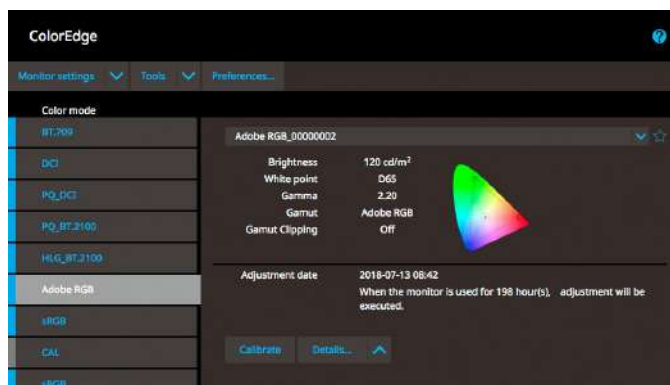 ColorEdge
Monitor settings Tools Preferences...
Color mode
BT.709
DCI
PQ_DCI
PQ_BT.2100
HLG_BT.2100
Adobe RGB
sRGB
CAL
sRGB
Adobe RGB_00000002
Brightness 120 cd/m²
White point D65
Gamma 2.20
Gamut Adobe RGB
Gamut Clipping Off
Adjustment date 2018-07-13 08:42
When the monitor is used for 198 hour(s), adjustment will be
executed.
Calibrate Details...